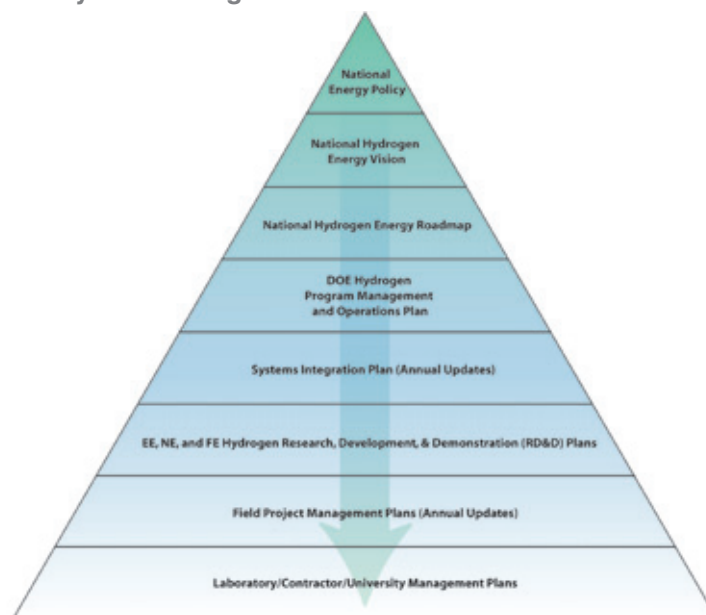 National
Energy Policy
National Hydrogen
Energy Vision
National Hydrogen Energy Roadmap
DOE Hydrogen
Program Management
and Operations Plan
Systems Integration Plan (Annual Updates)
EE, NE, and FE Hydrogen Research, Development, & Demonstration (RD&D) Plans
Field Project Management Plans (Annual Updates)
Laboratory/Contractor/University Management Plans